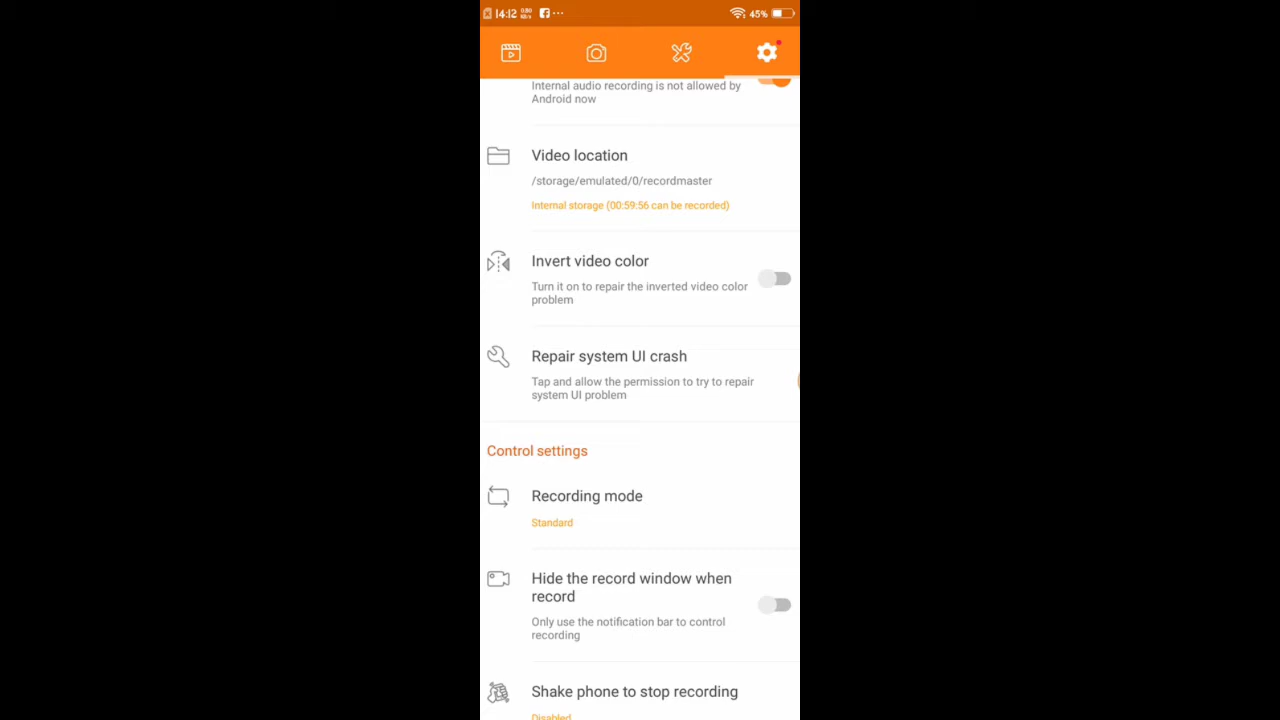 14:12 0.80 KB/s ... 45%
Internal audio recording is not allowed by
Android now
Video location
/storage/emulated/0/recordmaster
Internal storage (00:59:56 can be recorded)
Invert video color
Turn it on to repair the inverted video color
problem
Repair system UI crash
Tap and allow the permission to try to repair
system UI problem
Control settings
Recording mode
Standard
Hide the record window when
record
Only use the notification bar to control
recording
Shake phone to stop recording
Disabled